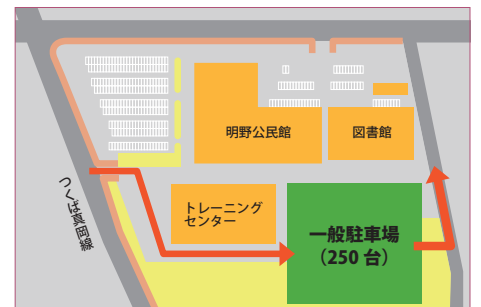 明野公民館
図書館
つくば真岡線
トレーニング
センター
一般駐車場
（250 台）